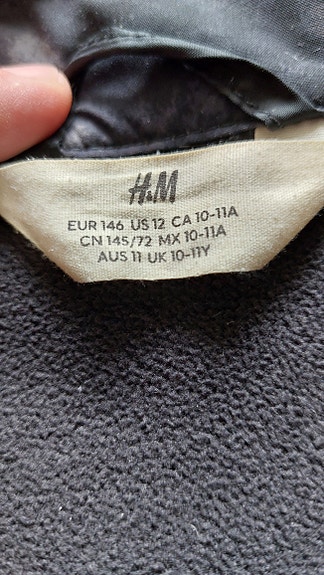 H&M
EUR 146 US 12 CA 10-11A
CN 145/72 MX 10-11A
AUS 11 UK 10-11Y